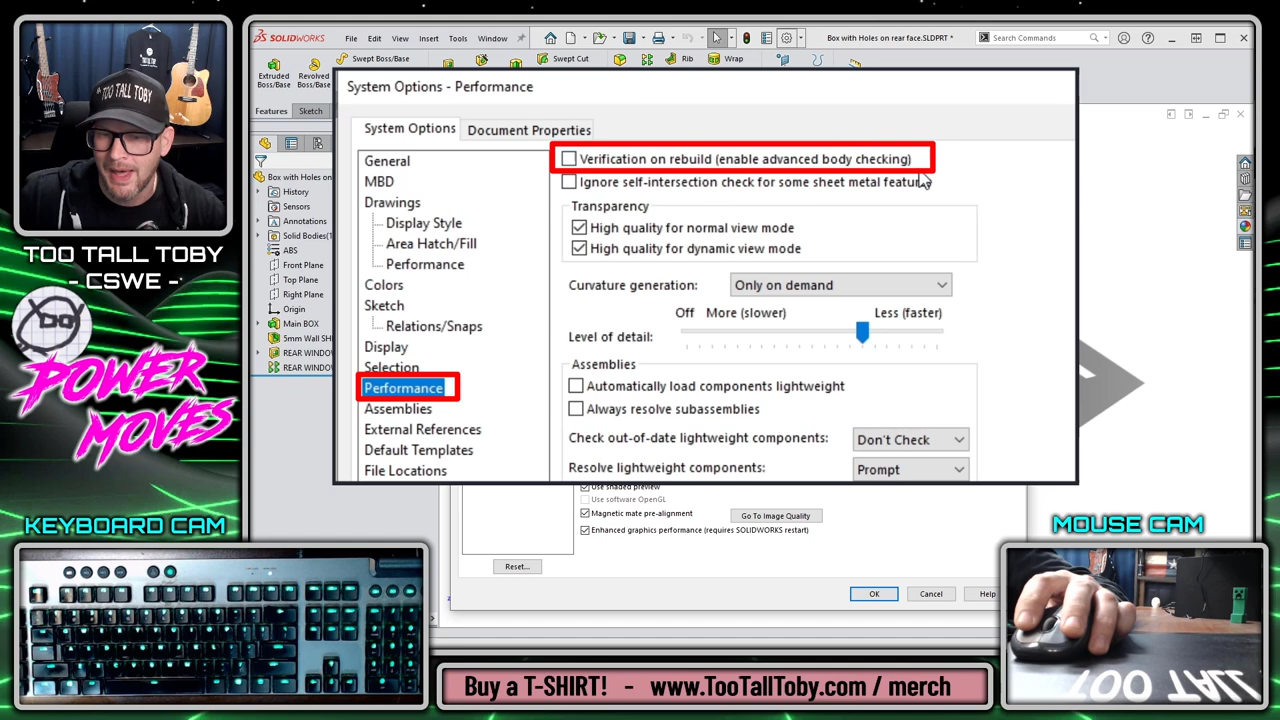 TOO TALL TOBY
TOO TALL TOBY
- CSWE -
POWER
MOVES
SOLIDWORKS
File Edit View Insert Tools Window
Box with Holes on rear face.SLDPRT *
Search Commands
Extruded
Boss/Base
Revolved
Boss/Base
Swept Boss/Base
Swept Cut
Rib
Wrap
Features
Sketch
Box with Holes on
History
Sensors
Annotations
Solid Bodies(1
ABS
Front Plane
Top Plane
Right Plane
Origin
Main BOX
5mm Wall SH
REAR WINDOW
REAR WINDO
System Options - Performance
System Options
Document Properties
General
MBD
Drawings
Display Style
Area Hatch/Fill
Performance
Colors
Sketch
Relations/Snaps
Display
Selection
Performance
Assemblies
External References
Default Templates
File Locations
Verification on rebuild (enable advanced body checking)
Ignore self-intersection check for some sheet metal featur
Transparency
High quality for normal view mode
High quality for dynamic view mode
Curvature generation:
Only on demand
Off
More (slower)
Less (faster)
Level of detail:
Assemblies
Automatically load components lightweight
Always resolve subassemblies
Check out-of-date lightweight components:
Don't Check
Resolve lightweight components:
Prompt
Use shaded preview
Use software OpenGL
Magnetic mate pre-alignment
Go To Image Quality
Enhanced graphics performance (requires SOLIDWORKS restart)
Reset...
OK
Cancel
Help
KEYBOARD CAM
MOUSE CAM
TOO TALL
Buy a T-SHIRT! - www.TooTallToby.com / merch